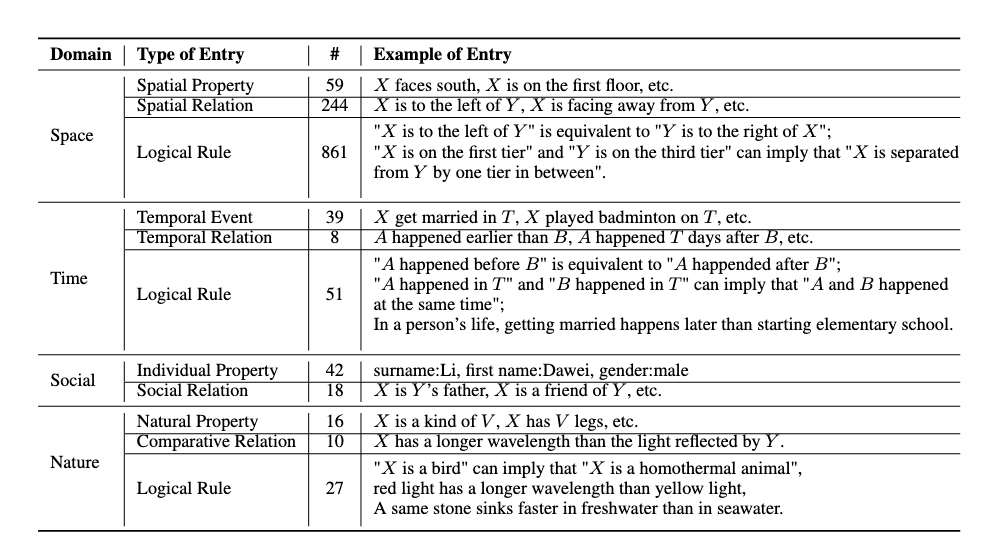 Domain Type of Entry # Example of Entry
Space
Spatial Property 59 X faces south, X is on the first floor, etc.
Spatial Relation 244 X is to the left of Y, X is facing away from Y, etc.
Logical Rule 861 "X is to the left of Y" is equivalent to "Y is to the right of X";
"X is on the first tier" and "Y is on the third tier" can imply that "X is separated
from Y by one tier in between".
Time
Temporal Event 39 X get married in T, X played badminton on T, etc.
Temporal Relation 8 A happened earlier than B, A happened T days after B, etc.
Logical Rule 51 "A happened before B" is equivalent to "A happended after B";
"A happened in T" and "B happened in T" can imply that "A and B happened
at the same time";
In a person's life, getting married happens later than starting elementary school.
Social
Individual Property 42 surname:Li, first name:Dawei, gender:male
Social Relation 18 X is Y's father, X is a friend of Y, etc.
Nature
Natural Property 16 X is a kind of V, X has V legs, etc.
Comparative Relation 10 X has a longer wavelength than the light reflected by Y.
Logical Rule 27 "X is a bird" can imply that "X is a homothermal animal",
red light has a longer wavelength than yellow light,
A same stone sinks faster in freshwater than in seawater.